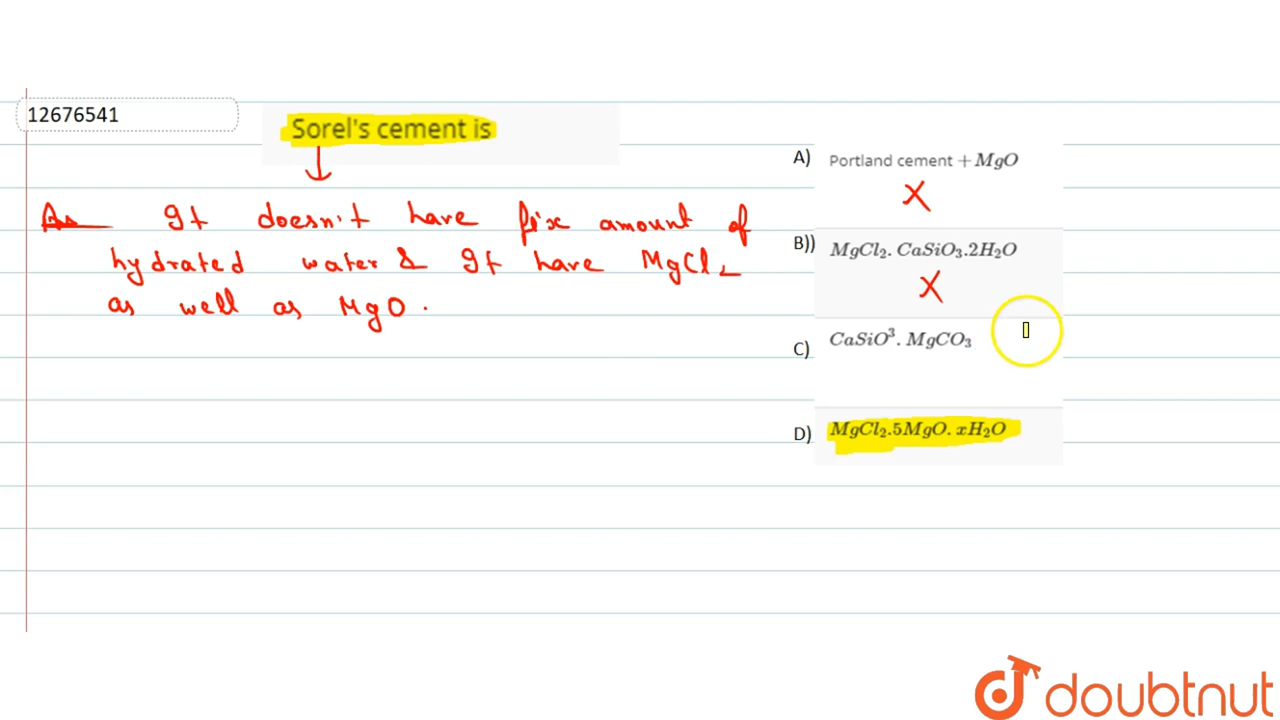 12676541
Sorel's cement is
As It doesn't have fix amount of
hydrated water & It have MgCl₂
as well as MgO.
A) Portland cement + MgO
X
B)) MgCl₂. CaSiO₃.2H₂O
X
C) CaSiO³. MgCO₃
D) MgCl₂.5MgO. xH₂O
doubtnut